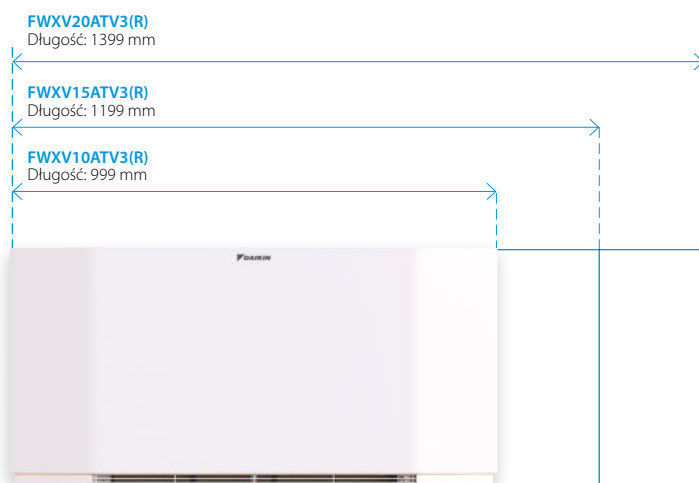 FWXV20ATV3(R)
Długość: 1399 mm
FWXV15ATV3(R)
Długość: 1199 mm
FWXV10ATV3(R)
Długość: 999 mm
DAIKIN